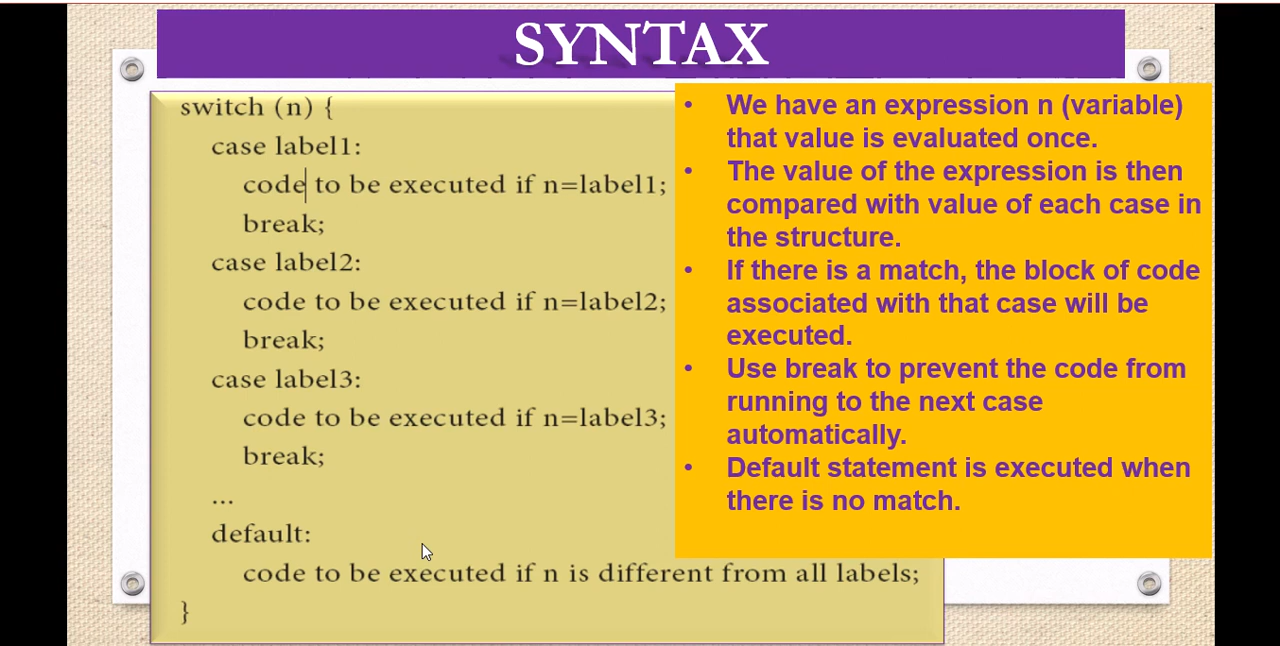 SYNTAX
switch (n) {
case label1:
code to be executed if n=label1;
break;
case label2:
code to be executed if n=label2;
break;
case label3:
code to be executed if n=label3;
break;
...
default:
code to be executed if n is different from all labels;
}
• We have an expression n (variable)
that value is evaluated once.
• The value of the expression is then
compared with value of each case in
the structure.
• If there is a match, the block of code
associated with that case will be
executed.
• Use break to prevent the code from
running to the next case
automatically.
• Default statement is executed when
there is no match.